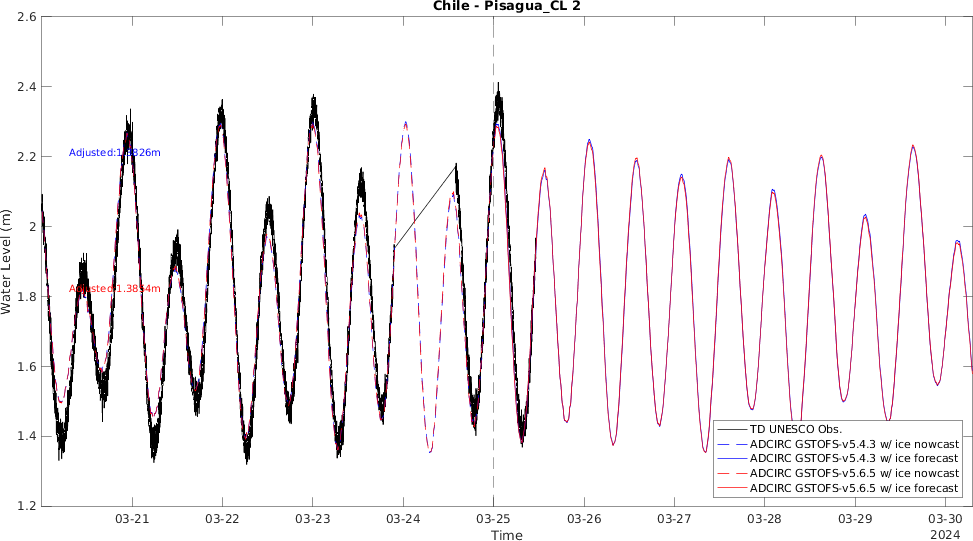 Chile - Pisagua_CL 2
2.6
2.4
2.2
2
1.8
1.6
1.4
1.2
Water Level (m)
Adjusted:
Adjusted:1.3854m
TD UNESCO Obs.
ADCIRC GSTOFS-v5.4.3 w/ ice nowcast
ADCIRC GSTOFS-v5.4.3 w/ ice forecast
ADCIRC GSTOFS-v5.6.5 w/ ice nowcast
ADCIRC GSTOFS-v5.6.5 w/ ice forecast
03-21 03-22 03-23 03-24 03-25 03-26 03-27 03-28 03-29 03-30
Time
2024